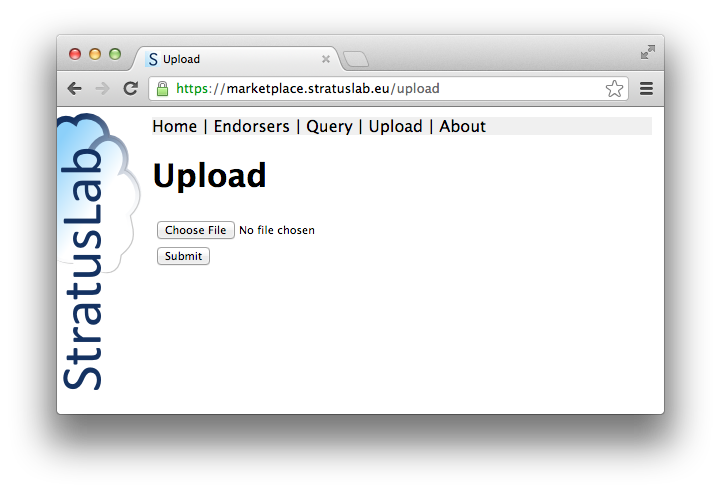 Upload
https://marketplace.stratuslab.eu/upload
StratusLab
Home | Endorsers | Query | Upload | About
Upload
Choose File No file chosen
Submit